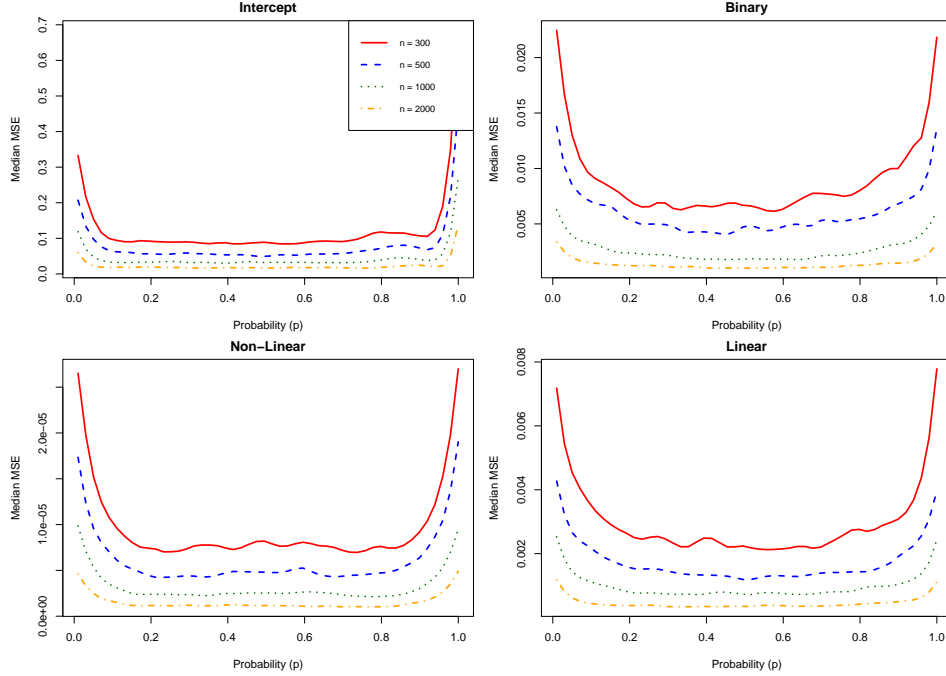 Intercept
Median MSE
0.0 0.1 0.2 0.3 0.4 0.5 0.6 0.7
n = 300
n = 500
n = 1000
n = 2000
0.0 0.2 0.4 0.6 0.8 1.0
Probability (p)
Binary
Median MSE
0.005 0.010 0.015 0.020
0.0 0.2 0.4 0.6 0.8 1.0
Probability (p)
Non−Linear
Median MSE
0.0e+00 1.0e−05 2.0e−05
0.0 0.2 0.4 0.6 0.8 1.0
Probability (p)
Linear
Median MSE
0.002 0.004 0.006 0.008
0.0 0.2 0.4 0.6 0.8 1.0
Probability (p)